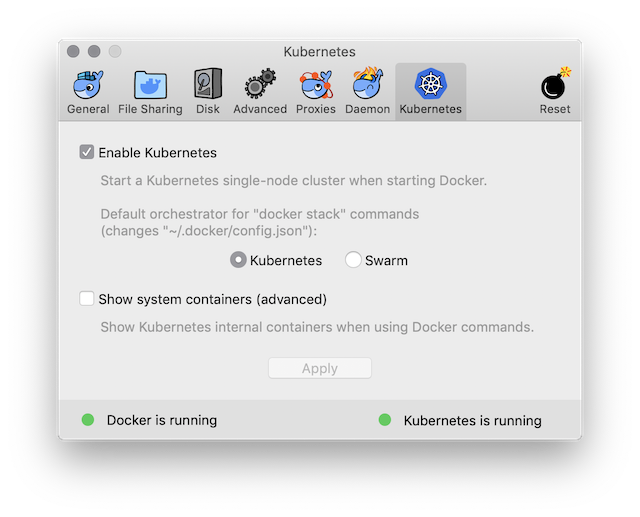 Kubernetes
General File Sharing Disk Advanced Proxies Daemon Kubernetes Reset
Enable Kubernetes
Start a Kubernetes single-node cluster when starting Docker.
Default orchestrator for "docker stack" commands
(changes "~/.docker/config.json"):
Kubernetes Swarm
Show system containers (advanced)
Show Kubernetes internal containers when using Docker commands.
Apply
Docker is running Kubernetes is running